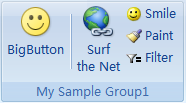 BigButton
Surf
the Net
Smile
Paint
Filter
My Sample Group1